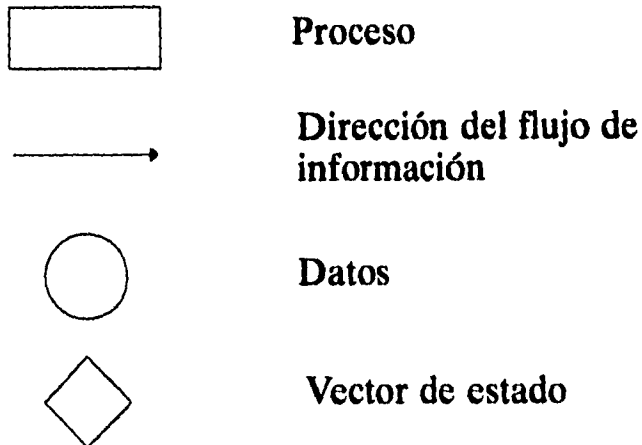 Proceso
Dirección del flujo de
información
Datos
Vector de estado